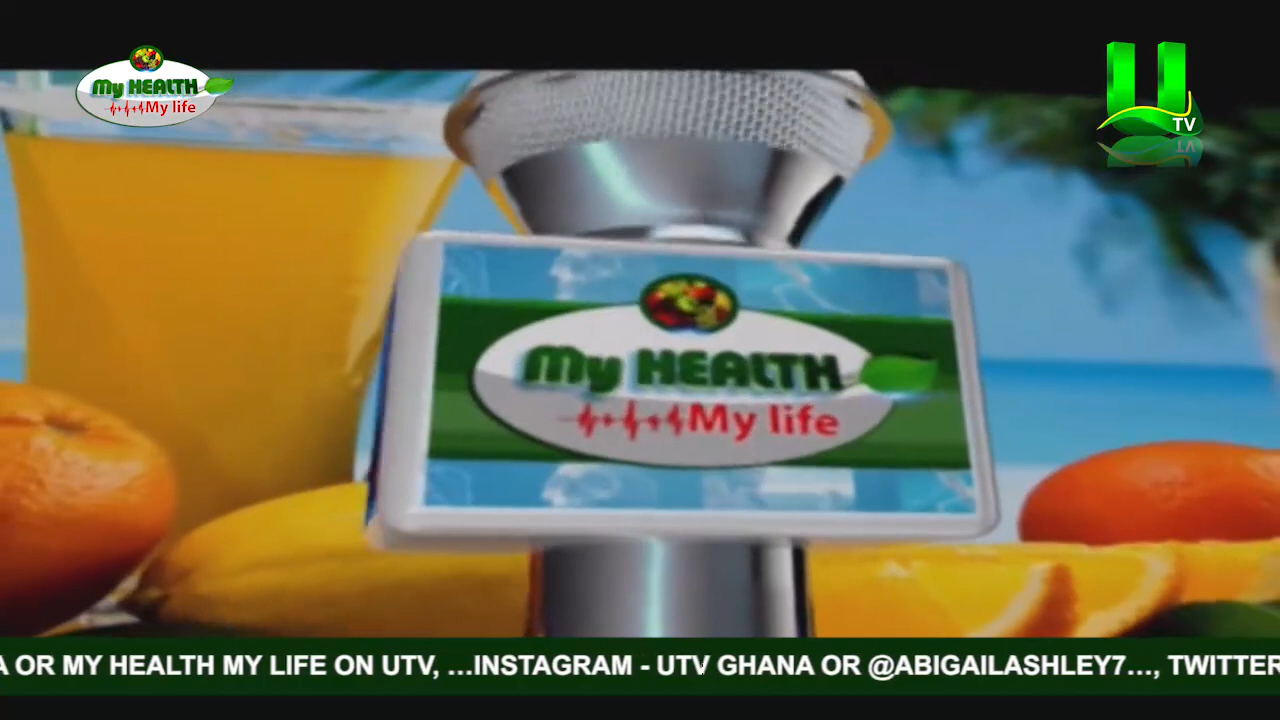 My HEALTH
My life
U
TV
My HEALTH
My life
A OR MY HEALTH MY LIFE ON UTV, ...INSTAGRAM - UTV GHANA OR @ABIGAILASHLEY7..., TWITTER